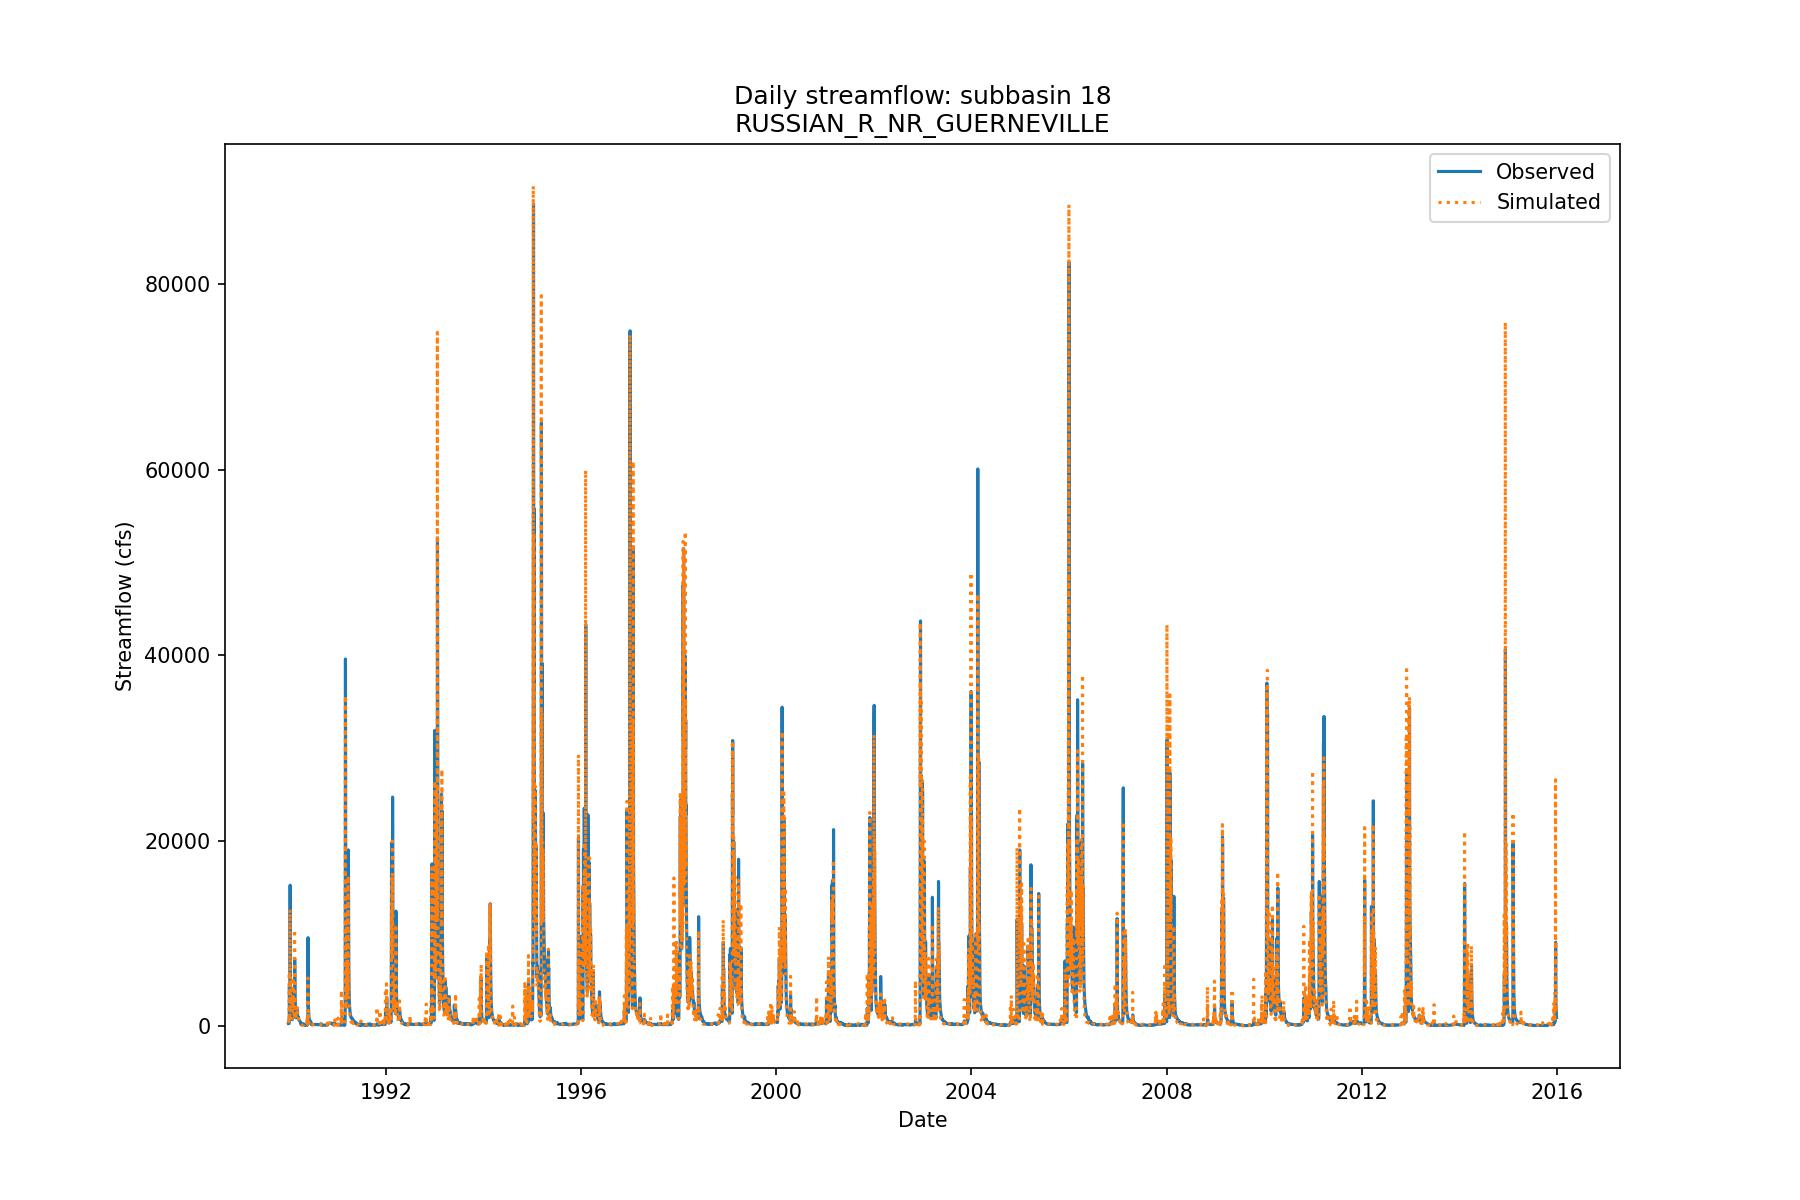 Daily streamflow: subbasin 18
RUSSIAN_R_NR_GUERNEVILLE
Observed
Simulated
Streamflow (cfs)
80000
60000
40000
20000
0
1992 1996 2000 2004 2008 2012 2016
Date